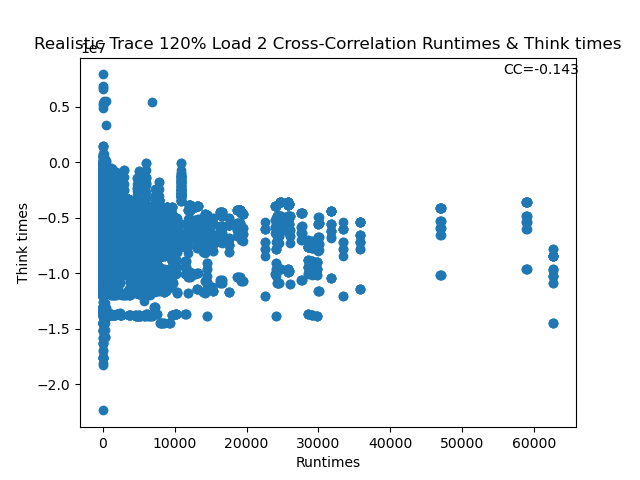 Realistic Trace 120% Load 2 Cross-Correlation Runtimes & Think times
1e7
CC=-0.143
0.5
0.0
−0.5
−1.0
−1.5
−2.0
Think times
0 10000 20000 30000 40000 50000 60000
Runtimes